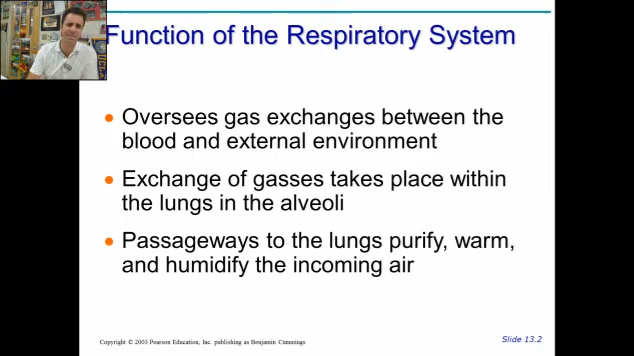 Function of the Respiratory System
• Oversees gas exchanges between the
blood and external environment
• Exchange of gasses takes place within
the lungs in the alveoli
• Passageways to the lungs purify, warm,
and humidify the incoming air
Copyright © 2003 Pearson Education, Inc. publishing as Benjamin Cummings
Slide 13.2